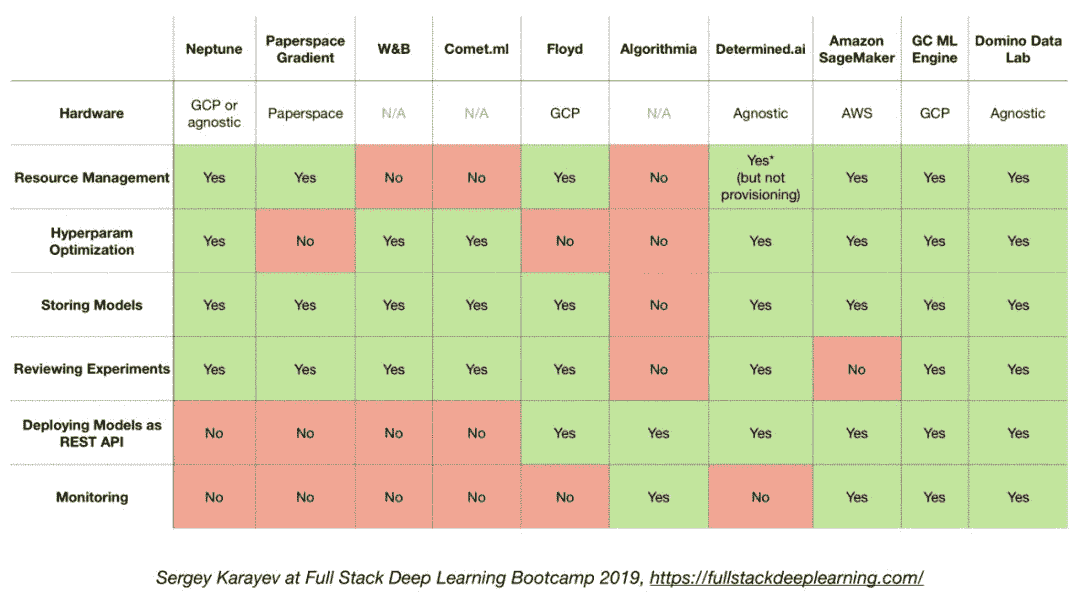 Neptune Paperspace Gradient W&B Comet.ml Floyd Algorithmia Determined.ai Amazon SageMaker GC ML Engine Domino Data Lab
Hardware GCP or agnostic Paperspace N/A N/A GCP N/A Agnostic AWS GCP Agnostic
Resource Management Yes Yes No No Yes No Yes* (but not provisioning) Yes Yes Yes
Hyperparam Optimization Yes No Yes Yes No No Yes Yes Yes Yes
Storing Models Yes Yes Yes Yes Yes No Yes Yes Yes Yes
Reviewing Experiments Yes Yes Yes Yes Yes No Yes No Yes Yes
Deploying Models as REST API No No No No Yes Yes Yes Yes Yes Yes
Monitoring No No No No No Yes No Yes Yes Yes
Sergey Karayev at Full Stack Deep Learning Bootcamp 2019, https://fullstackdeeplearning.com/